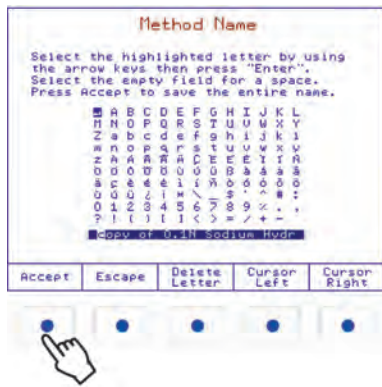 Method Name
Select the highlighted letter by using
the arrow keys then press "Enter".
Select the empty field for a space.
Press Accept to save the entire name.
A B C D E F G H I J K L
M N O P Q R S T U V W X Y
Z a b c d e f g h i j k l
m n o p q r s t u v w x y
0 1 2 3 4 5 6 7 8 9 % . ,
? ! ( ) [ ] < > = / + -
Copy of 0.1N Sodium Hydr
Accept
Escape
Delete
Letter
Cursor
Left
Cursor
Right